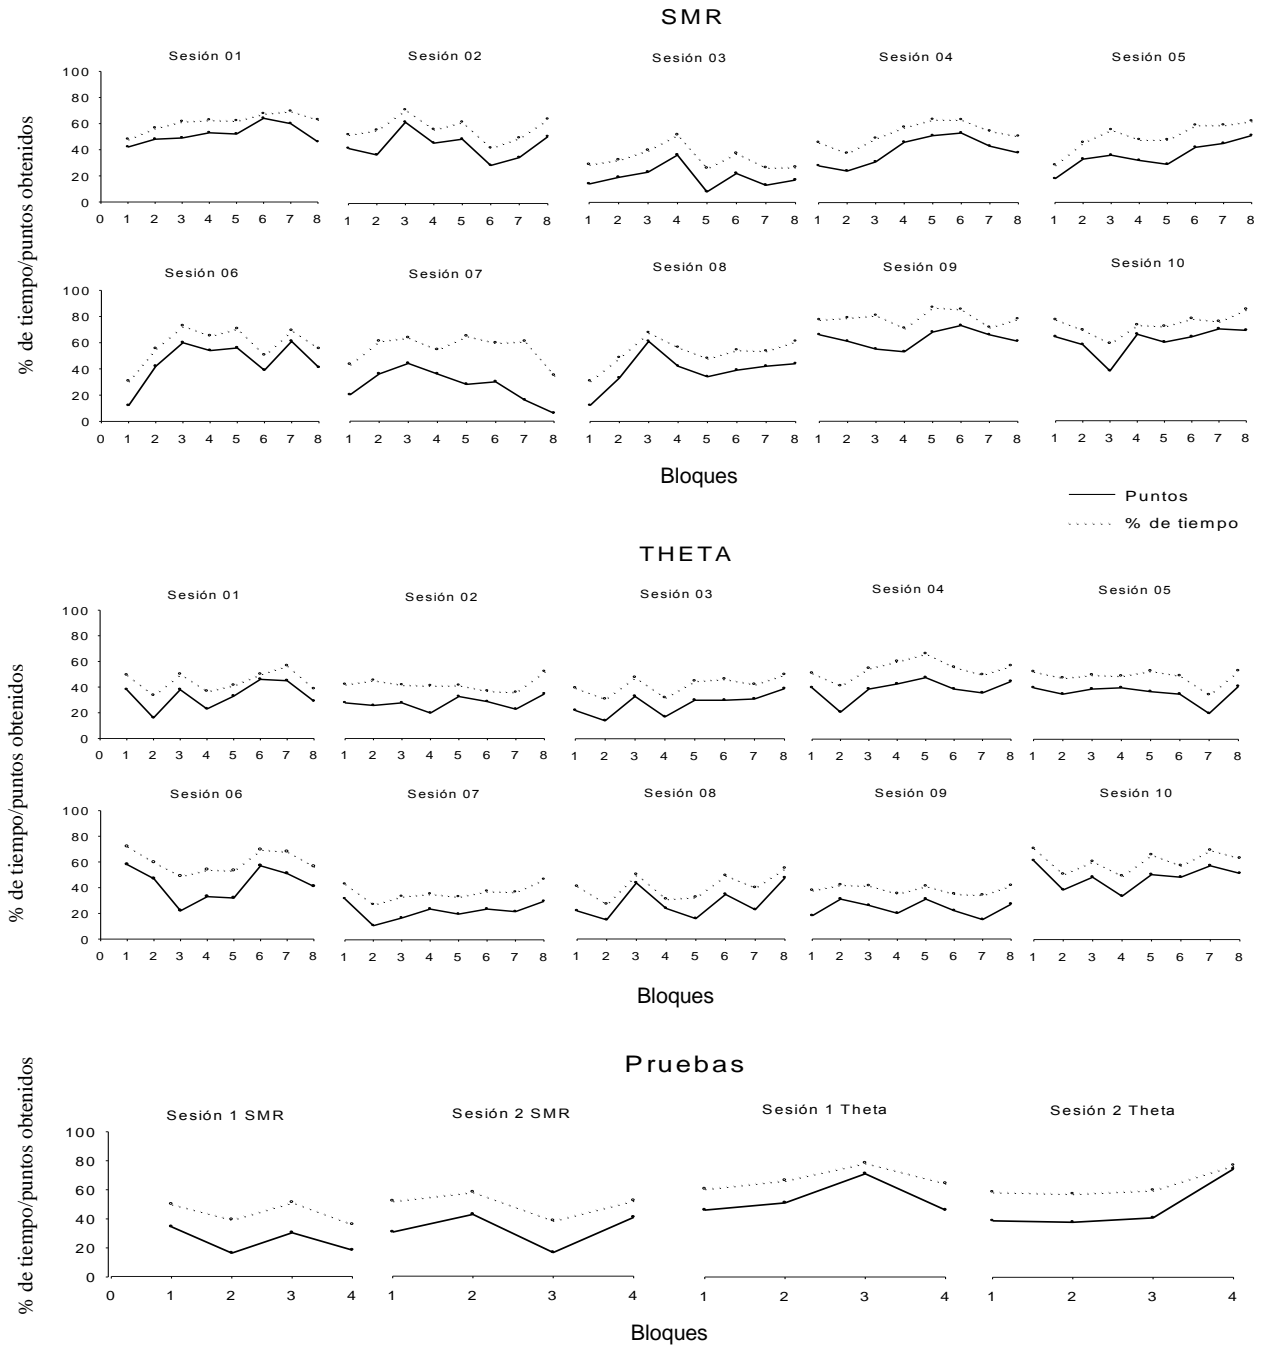 SMR
Sesión 01 Sesión 02 Sesión 03 Sesión 04 Sesión 05
% de tiempo/puntos obtenidos
100
80
60
40
20
0
0 1 2 3 4 5 6 7 8 1 2 3 4 5 6 7 8 1 2 3 4 5 6 7 8 1 2 3 4 5 6 7 8 1 2 3 4 5 6 7 8
Sesión 06 Sesión 07 Sesión 08 Sesión 09 Sesión 10
% de tiempo/puntos obtenidos
100
80
60
40
20
0
0 1 2 3 4 5 6 7 8 1 2 3 4 5 6 7 8 1 2 3 4 5 6 7 8 1 2 3 4 5 6 7 8 1 2 3 4 5 6 7 8
Bloques
Puntos
% de tiempo
THETA
Sesión 01 Sesión 02 Sesión 03 Sesión 04 Sesión 05
% de tiempo/puntos obtenidos
100
80
60
40
20
0
0 1 2 3 4 5 6 7 8 1 2 3 4 5 6 7 8 1 2 3 4 5 6 7 8 1 2 3 4 5 6 7 8 1 2 3 4 5 6 7 8
Sesión 06 Sesión 07 Sesión 08 Sesión 09 Sesión 10
100
80
60
40
20
0
0 1 2 3 4 5 6 7 8 1 2 3 4 5 6 7 8 1 2 3 4 5 6 7 8 1 2 3 4 5 6 7 8 1 2 3 4 5 6 7 8
Bloques
Pruebas
Sesión 1 SMR Sesión 2 SMR Sesión 1 Theta Sesión 2 Theta
% de tiempo/puntos obtenidos
100
80
60
40
20
0
0 1 2 3 4 1 2 3 4 1 2 3 4 1 2 3 4
Bloques